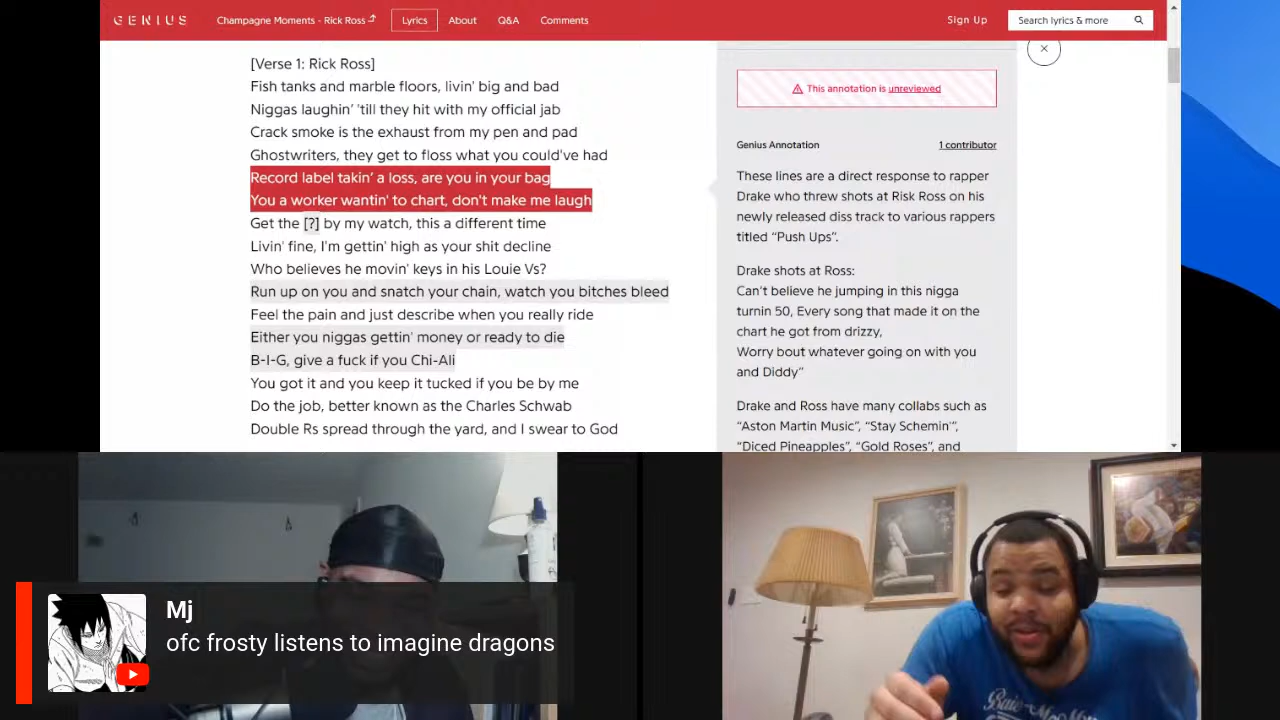 GENIUS
Champagne Moments - Rick Ross
Lyrics
About
Q&A
Comments
Sign Up
Search lyrics & more
[Verse 1: Rick Ross]
Fish tanks and marble floors, livin' big and bad
Niggas laughin' 'till they hit with my official jab
Crack smoke is the exhaust from my pen and pad
Ghostwriters, they get to floss what you could've had
Record label takin' a loss, are you in your bag
You a worker wantin' to chart, don't make me laugh
Get the [?] by my watch, this a different time
Livin' fine, I'm gettin' high as your shit decline
Who believes he movin' keys in his Louie Vs?
Run up on you and snatch your chain, watch you bitches bleed
Feel the pain and just describe when you really ride
Either you niggas gettin' money or ready to die
B-I-G, give a fuck if you Chi-Ali
You got it and you keep it tucked if you be by me
Do the job, better known as the Charles Schwab
Double Rs spread through the yard, and I swear to God
This annotation is unreviewed
Genius Annotation
1 contributor
These lines are a direct response to rapper
Drake who threw shots at Risk Ross on his
newly released diss track to various rappers
titled “Push Ups”.
Drake shots at Ross:
Can't believe he jumping in this nigga
turnin 50, Every song that made it on the
chart he got from drizzy,
Worry bout whatever going on with you
and Diddy”
Drake and Ross have many collabs such as
“Aston Martin Music”, “Stay Schemin'”,
“Diced Pineapples”, “Gold Roses”, and
Mj
ofc frosty listens to imagine dragons